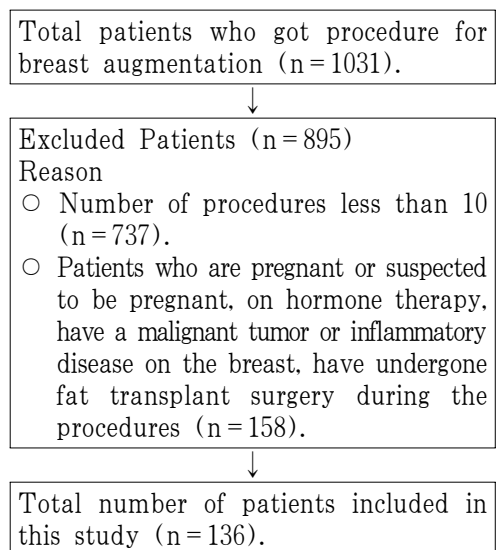 Total patients who got procedure for
breast augmentation (n=1031).
↓
Excluded Patients (n=895)
Reason
○ Number of procedures less than 10
(n=737).
○ Patients who are pregnant or suspected
to be pregnant, on hormone therapy,
have a malignant tumor or inflammatory
disease on the breast, have undergone
fat transplant surgery during the
procedures (n=158).
↓
Total number of patients included in
this study (n=136).